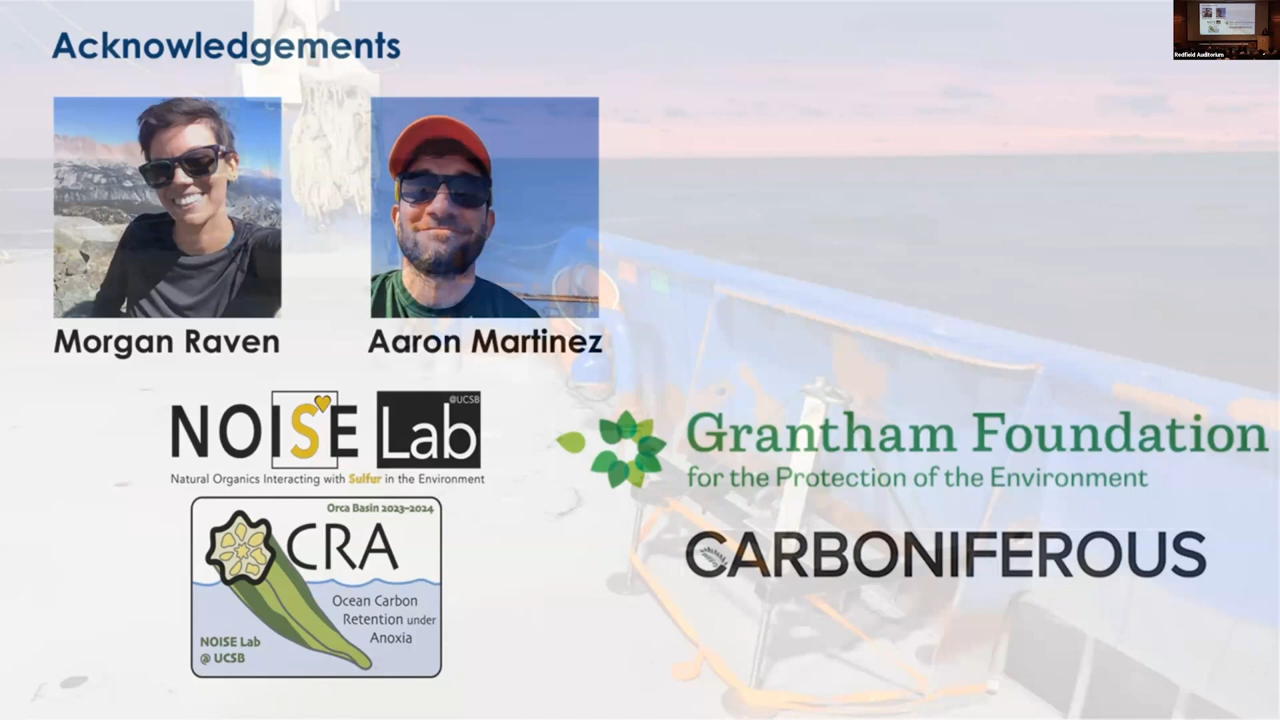 Acknowledgements
Redfield Auditorium
Morgan Raven
Aaron Martinez
NOISE Lab @UCSB
Natural Organics Interacting with Sulfur in the Environment
Grantham Foundation
for the Protection of the Environment
CARBONIFEROUS
Orca Basin 2023-2024
CRA
Ocean Carbon
Retention under
Anoxia
NOISE Lab
@ UCSB